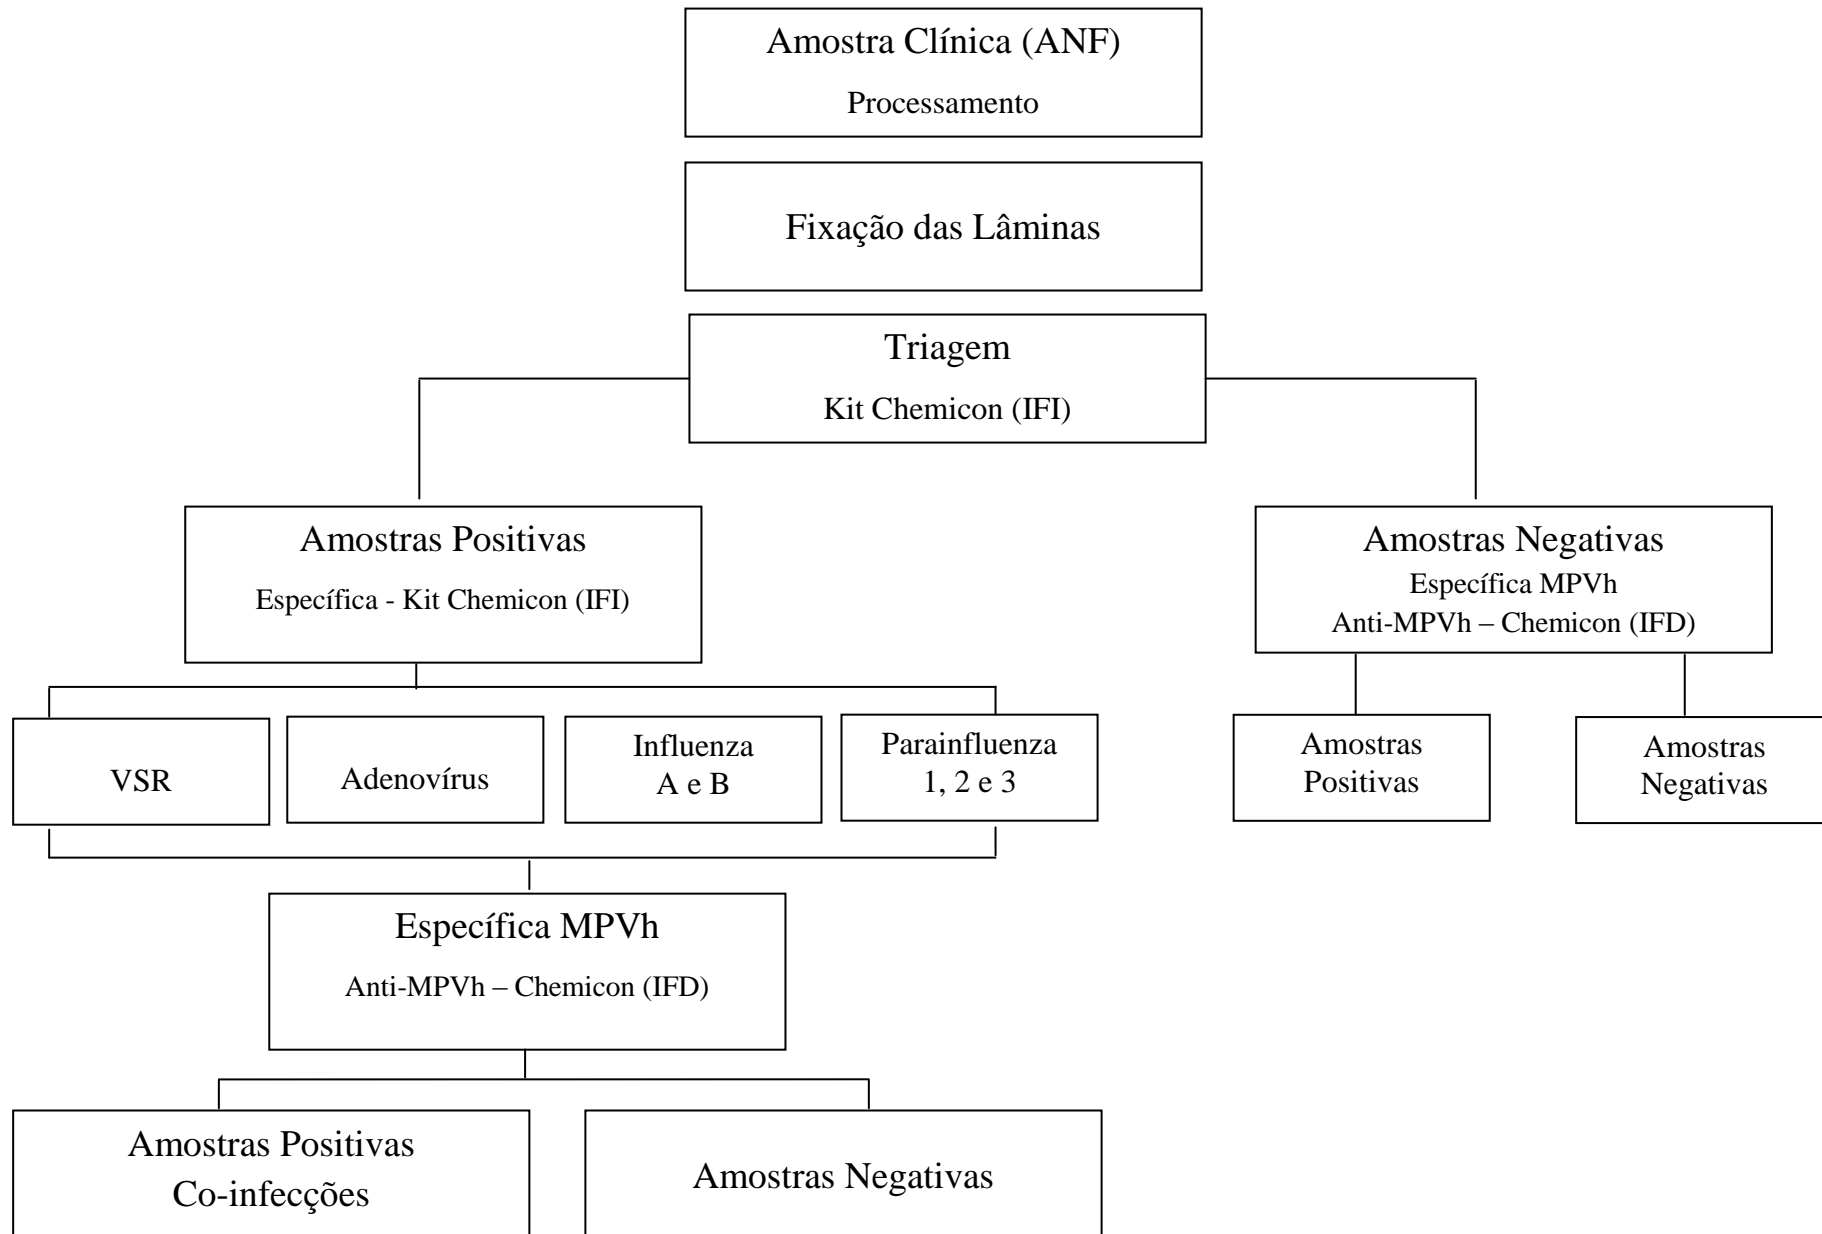 Amostra Clínica (ANF)
Processamento
Fixação das Lâminas
Triagem
Kit Chemicon (IFI)
Amostras Positivas
Específica - Kit Chemicon (IFI)
Amostras Negativas
Específica MPVh
Anti-MPVh – Chemicon (IFD)
VSR
Adenovírus
Influenza
A e B
Parainfluenza
1, 2 e 3
Amostras
Positivas
Amostras
Negativas
Específica MPVh
Anti-MPVh – Chemicon (IFD)
Amostras Positivas
Co-infecções
Amostras Negativas